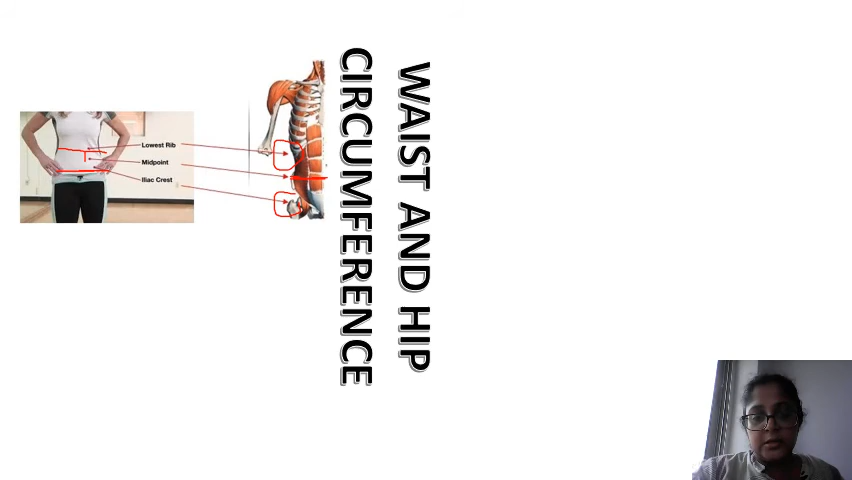 WAIST AND HIP
CIRCUMFERENCE
Lowest Rib
Midpoint
Iliac Crest